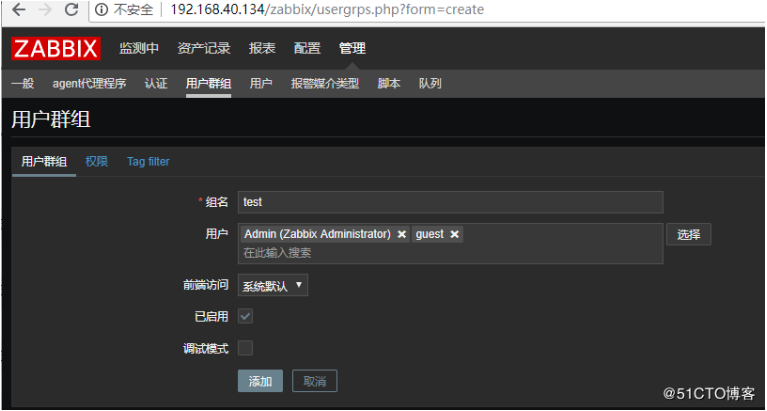 不安全 | 192.168.40.134/zabbix/usergrps.php?form=create
ZABBIX 监测中 资产记录 报表 配置 管理
一般 agent代理程序 认证 用户群组 用户 报警媒介类型 脚本 队列
用户群组
用户群组 权限 Tag filter
* 组名 test
用户 Admin (Zabbix Administrator) × guest × 选择
在此输入搜索
前端访问 系统默认
已启用
调试模式
添加 取消
@51CTO博客